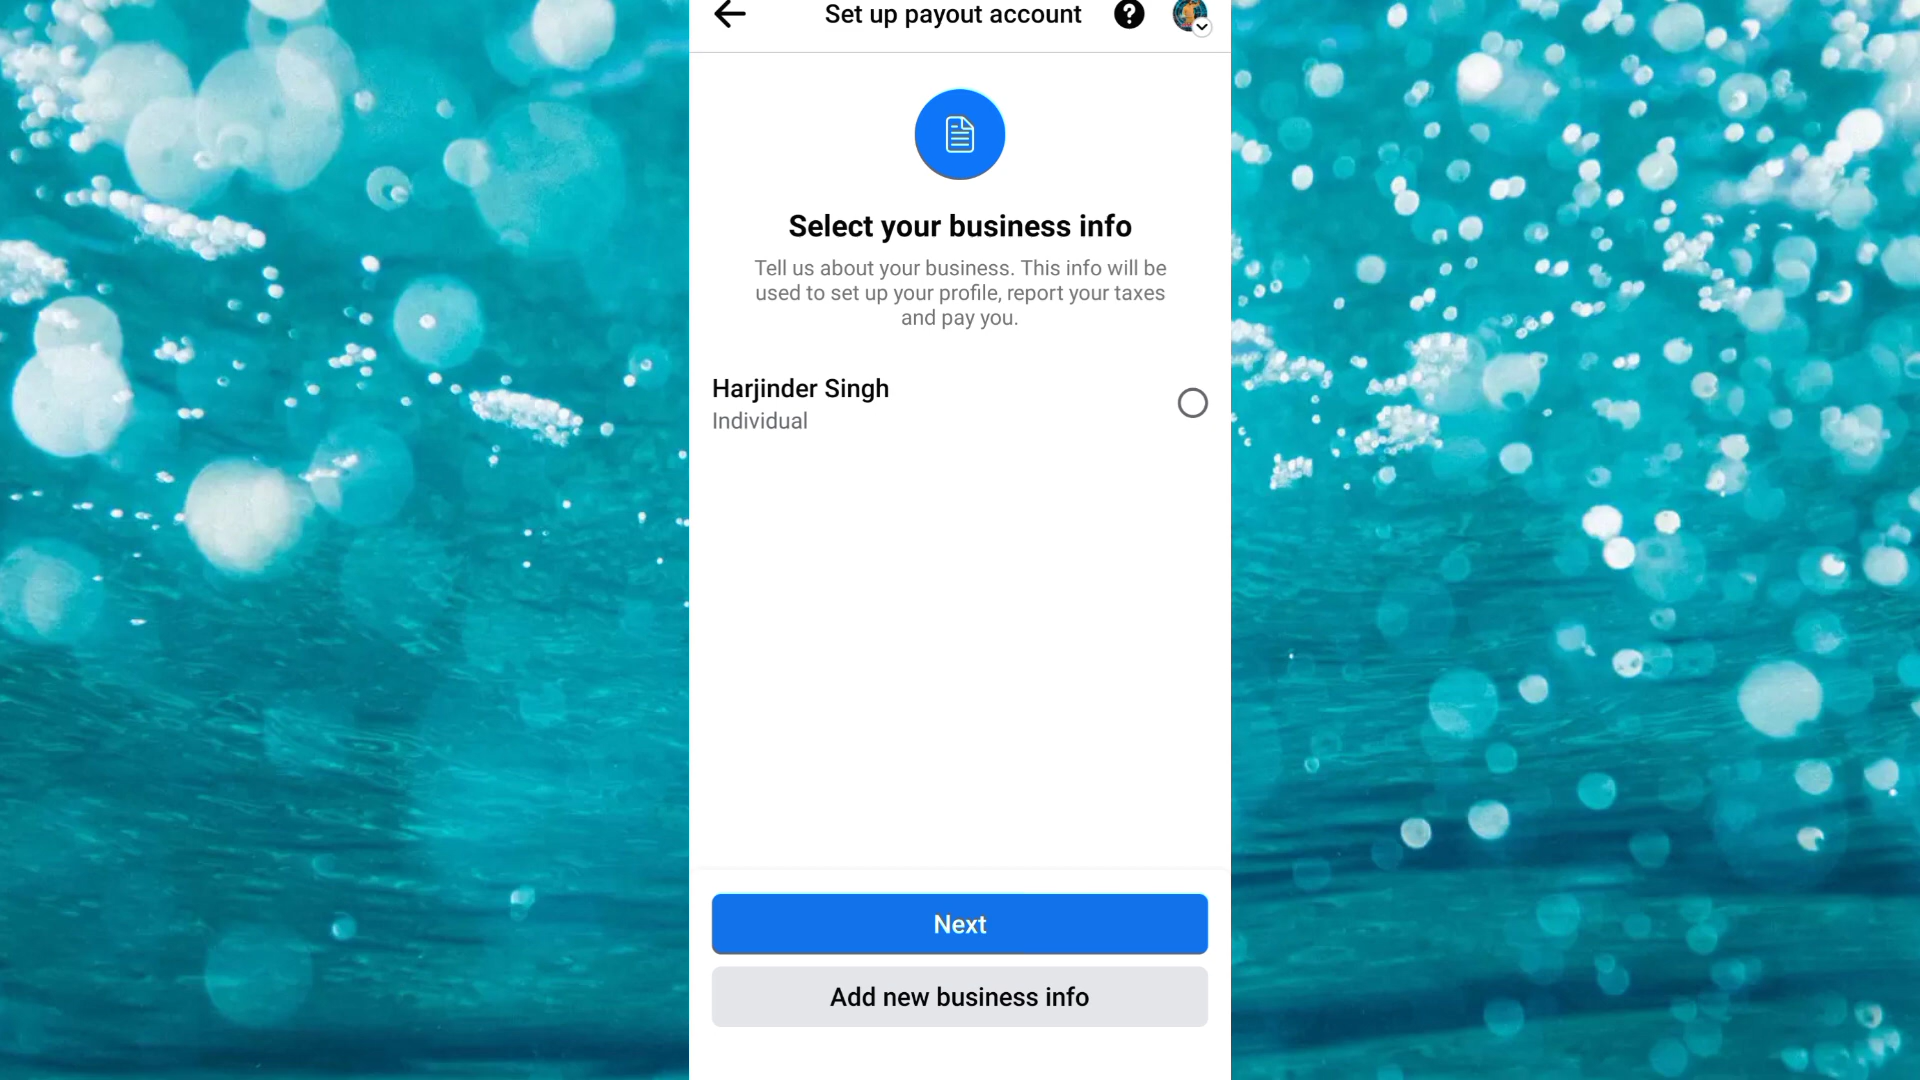 Set up payout account
Select your business info
Tell us about your business. This info will be
used to set up your profile, report your taxes
and pay you.
Harjinder Singh
Individual
Next
Add new business info